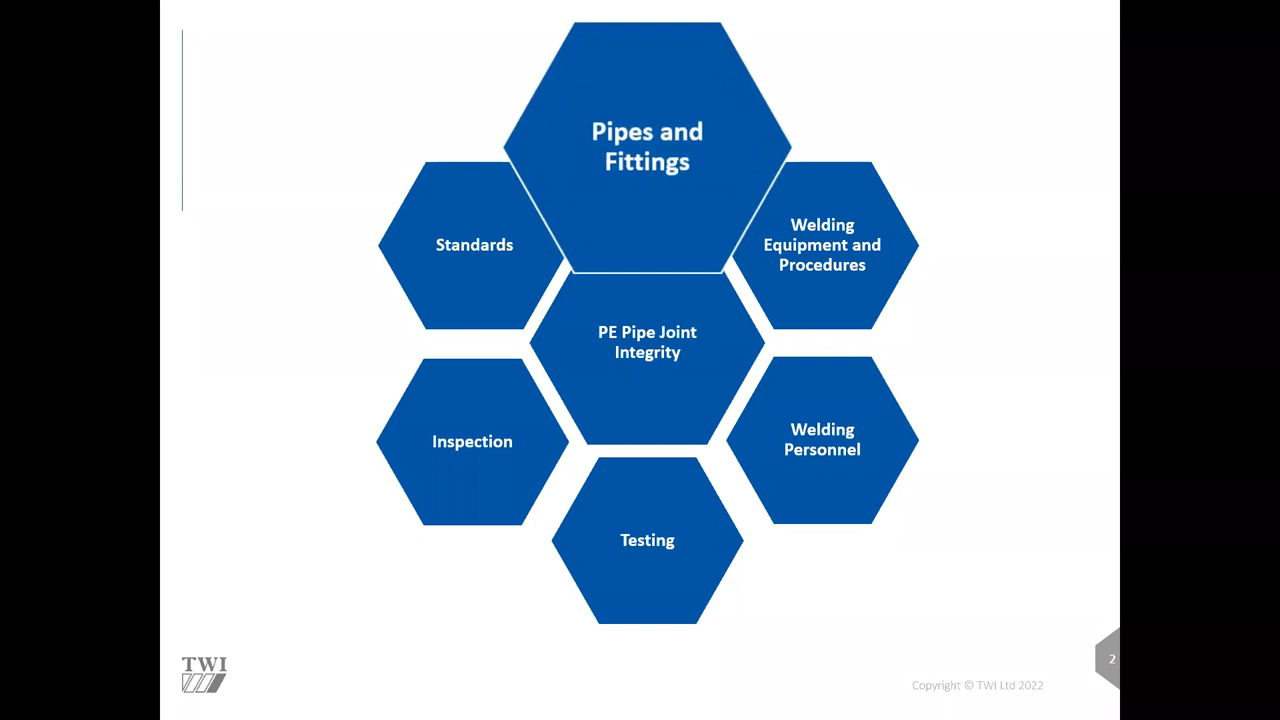 Pipes and
Fittings
Standards
Welding
Equipment and
Procedures
PE Pipe Joint
Integrity
Inspection
Welding
Personnel
Testing
TWI
Copyright © TWI Ltd 2022
2